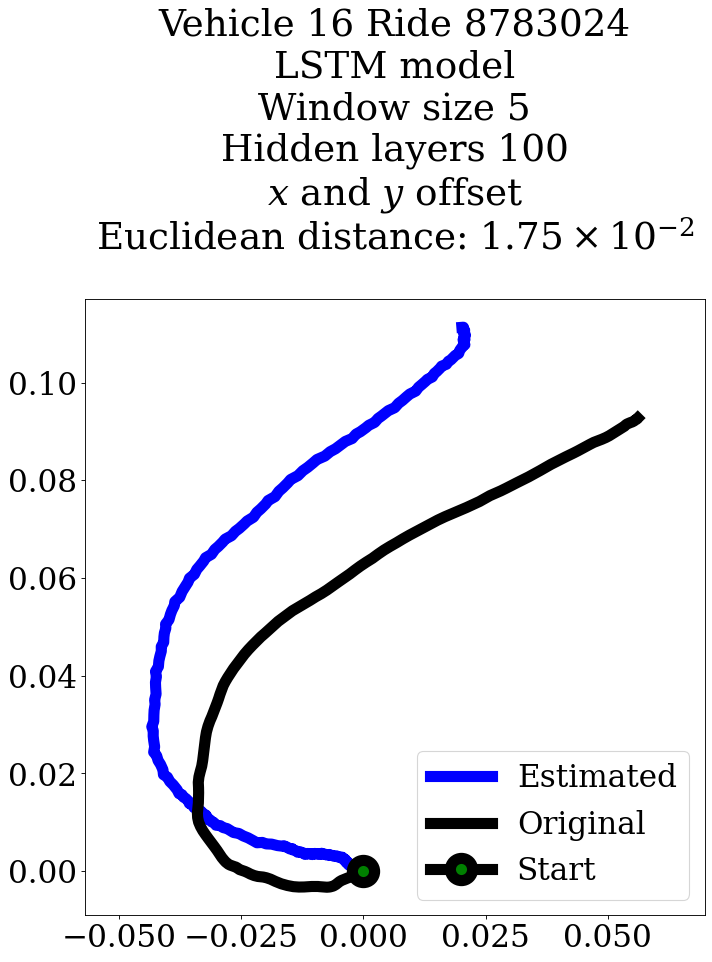 Vehicle 16 Ride 8783024
LSTM model
Window size 5
Hidden layers 100
x and y offset
Euclidean distance: 1.75 × 10⁻²
0.10
0.08
0.06
0.04
0.02
0.00
Estimated
Original
Start
−0.050 −0.025 0.000 0.025 0.050